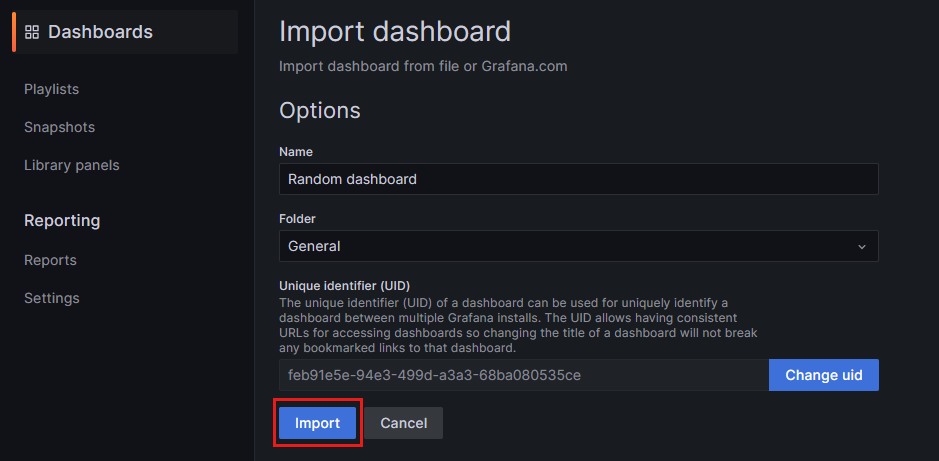 Dashboards
Playlists
Snapshots
Library panels
Reporting
Reports
Settings
Import dashboard
Import dashboard from file or Grafana.com
Options
Name
Random dashboard
Folder
General
Unique identifier (UID)
The unique identifier (UID) of a dashboard can be used for uniquely identify a
dashboard between multiple Grafana installs. The UID allows having consistent
URLs for accessing dashboards so changing the title of a dashboard will not break
any bookmarked links to that dashboard.
feb91e5e-94e3-499d-a3a3-68ba080535ce
Change uid
Import
Cancel